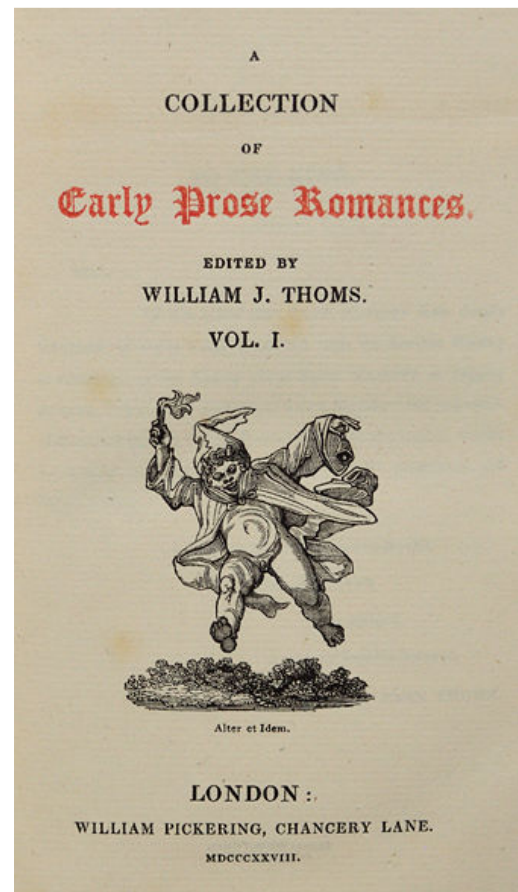 A
COLLECTION
OF
Early Prose Romances.
EDITED BY
WILLIAM J. THOMS.
VOL. I.
Alter et Idem.
LONDON:
WILLIAM PICKERING, CHANCERY LANE.
MDCCCXXVIII.